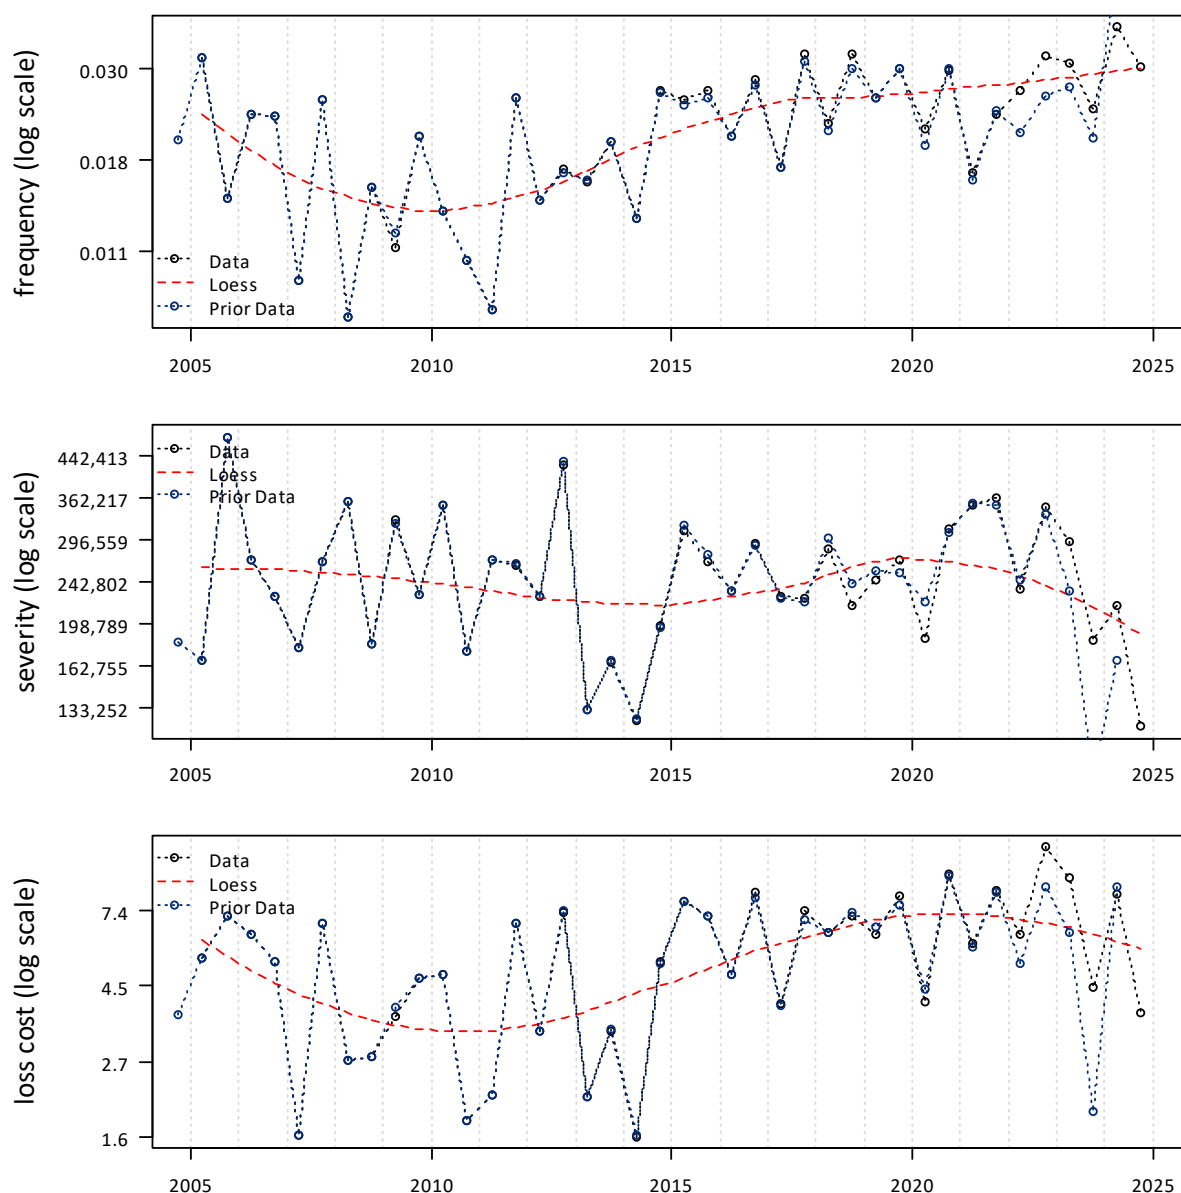 frequency (log scale)
0.030
0.018
0.011
Data
Loess
Prior Data
2005 2010 2015 2020 2025
severity (log scale)
442,413
362,217
296,559
242,802
198,789
162,755
133,252
Data
Loess
Prior Data
2005 2010 2015 2020 2025
loss cost (log scale)
7.4
4.5
2.7
1.6
Data
Loess
Prior Data
2005 2010 2015 2020 2025